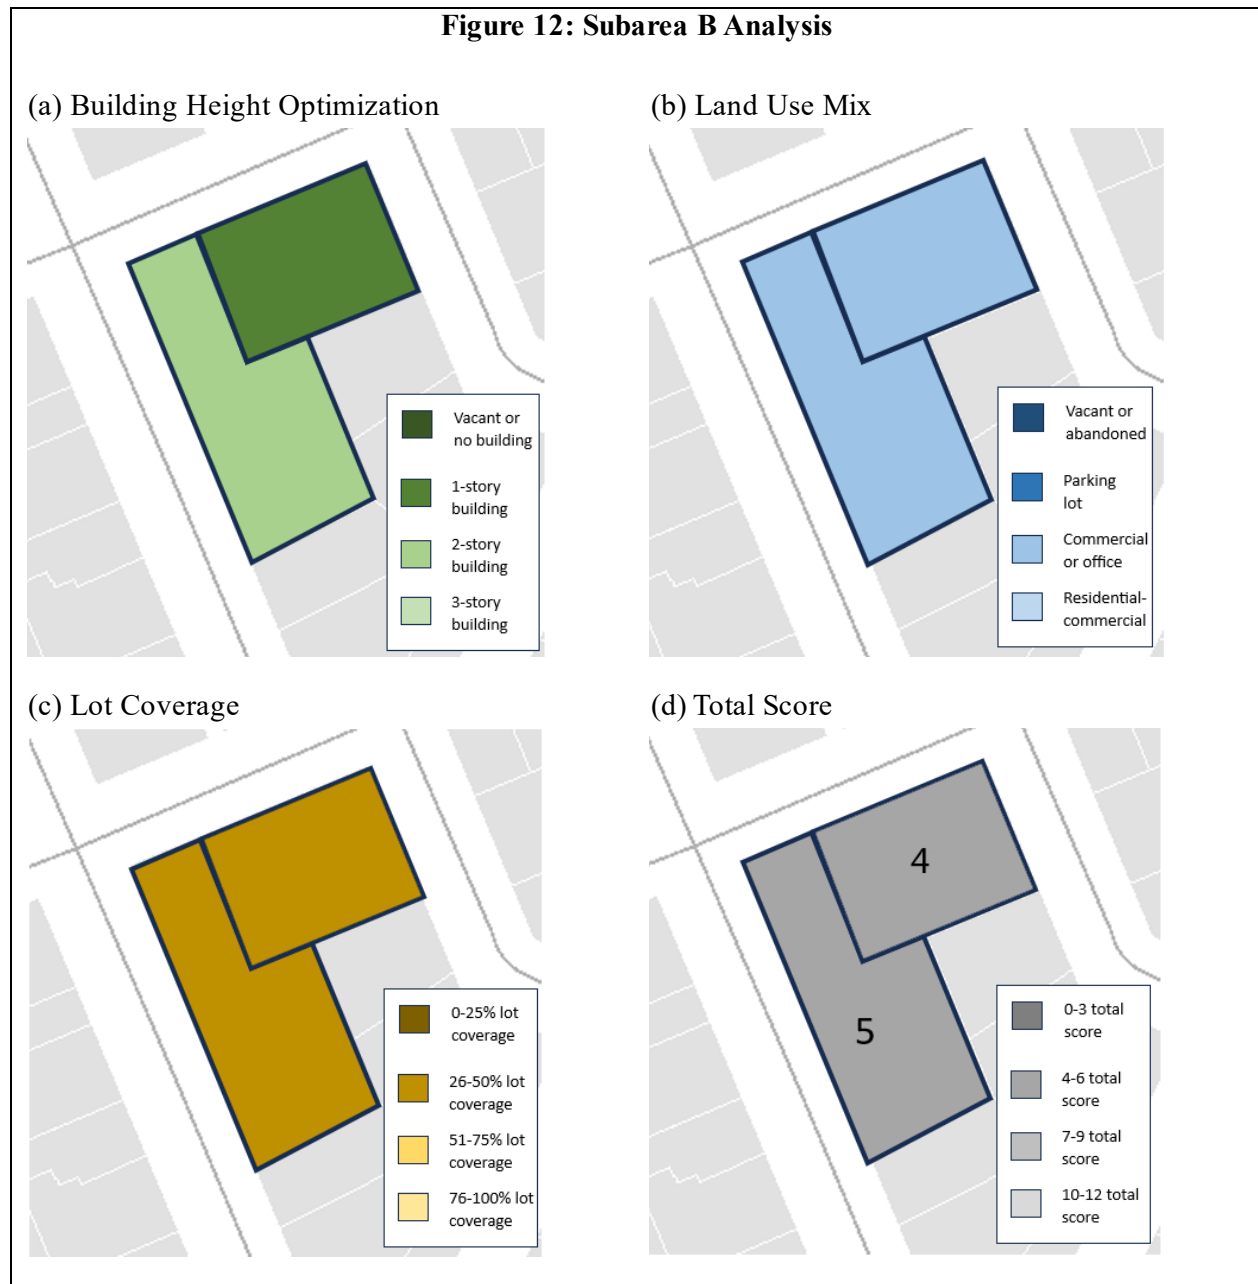 Figure 12: Subarea B Analysis
(a) Building Height Optimization
Vacant or
no building
1-story
building
2-story
building
3-story
building
(b) Land Use Mix
Vacant or
abandoned
Parking
lot
Commercial
or office
Residential-
commercial
(c) Lot Coverage
0-25% lot
coverage
26-50% lot
coverage
51-75% lot
coverage
76-100% lot
coverage
(d) Total Score
4
5
0-3 total
score
4-6 total
score
7-9 total
score
10-12 total
score